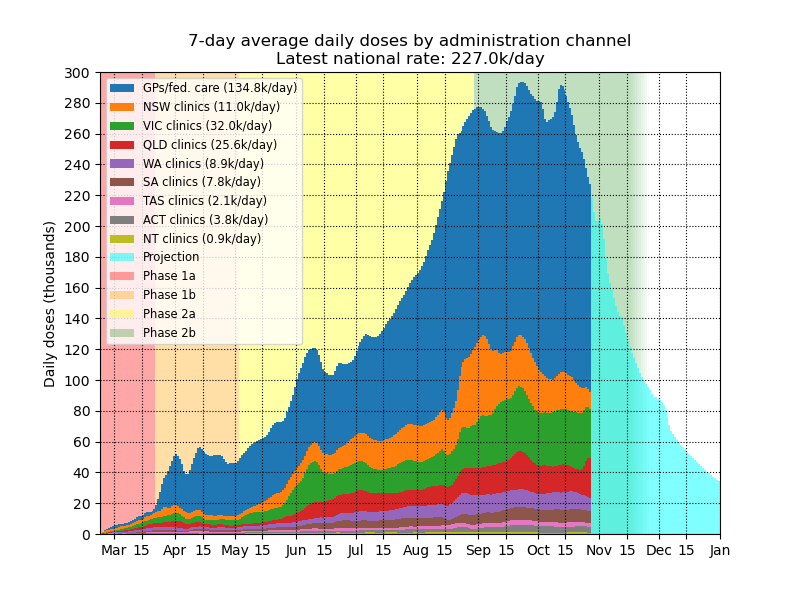 7-day average daily doses by administration channel
Latest national rate: 227.0k/day
Daily doses (thousands)
300
280
260
240
220
200
180
160
140
120
100
80
60
40
20
0
GPs/fed. care (134.8k/day)
NSW clinics (11.0k/day)
VIC clinics (32.0k/day)
QLD clinics (25.6k/day)
WA clinics (8.9k/day)
SA clinics (7.8k/day)
TAS clinics (2.1k/day)
ACT clinics (3.8k/day)
NT clinics (0.9k/day)
Projection
Phase 1a
Phase 1b
Phase 2a
Phase 2b
Mar 15 Apr 15 May 15 Jun 15 Jul 15 Aug 15 Sep 15 Oct 15 Nov 15 Dec 15 Jan